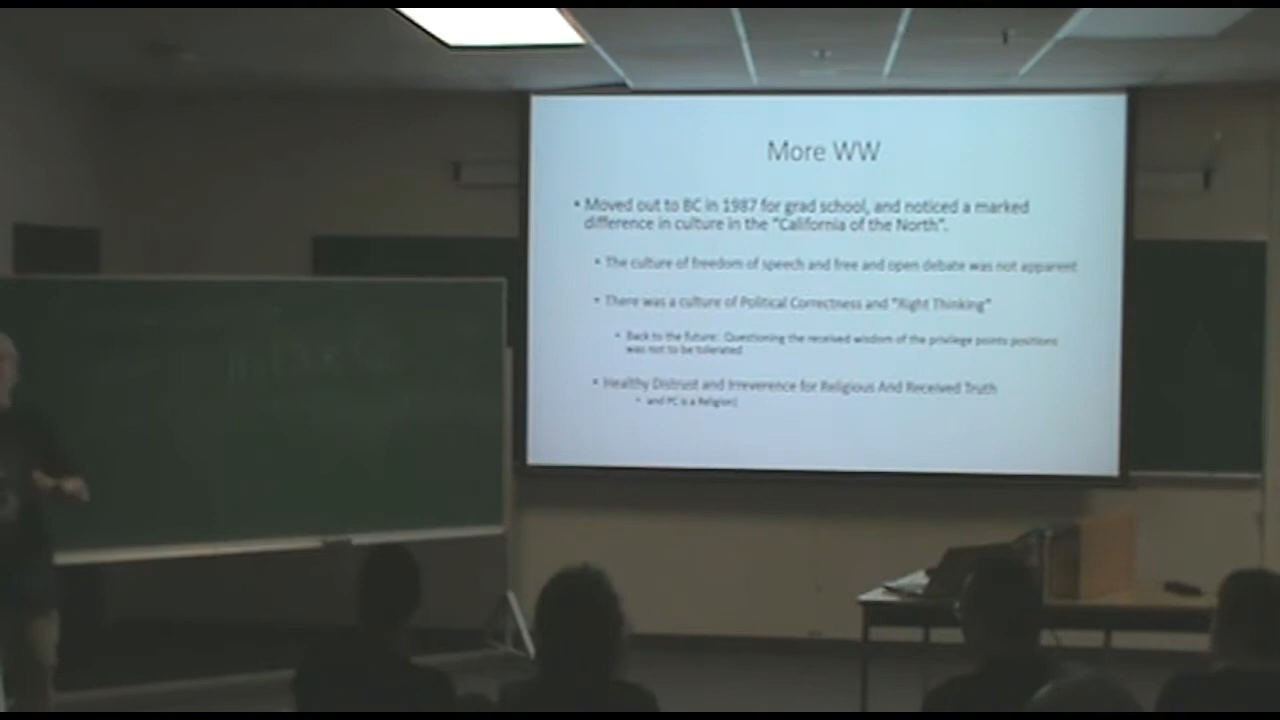 More WW
• Moved out to BC in 1987 for grad school, and noticed a marked
difference in culture in the "California of the North".
• The culture of freedom of speech and free and open debate was not apparent
• There was a culture of Political Correctness and "Right Thinking"
• Back to the future: Questioning the received wisdom of the privilege points positions
was not to be tolerated
• Healthy Distrust and Irreverence for Religious And Received Truth
• and PC is a Religion)